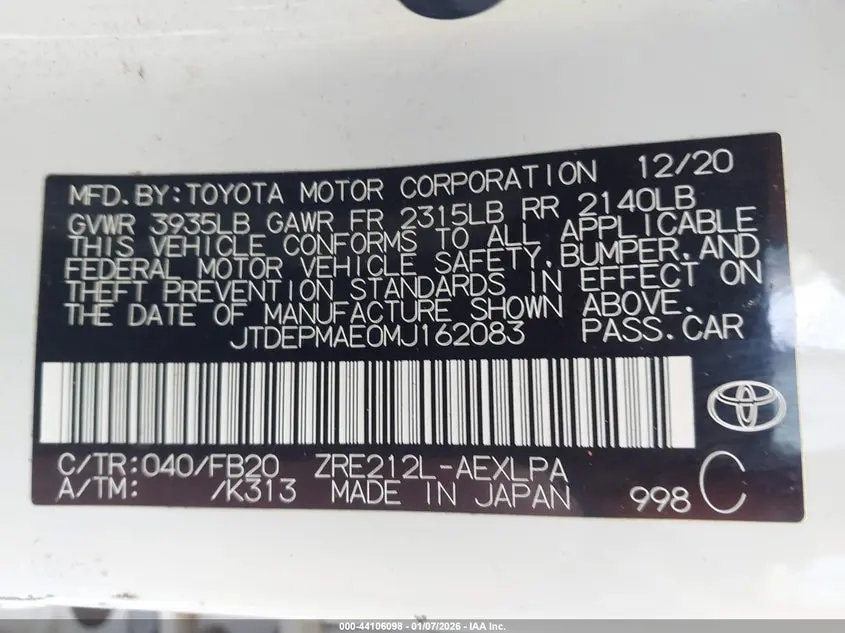 MFD.BY:TOYOTA MOTOR CORPORATION 12/20
GVWR 3935LB GAWR FR 2315LB RR 2140LB
THIS VEHICLE CONFORMS TO ALL APPLICABLE
FEDERAL MOTOR VEHICLE SAFETY,BUMPER,AND
THEFT PREVENTION STANDARDS IN EFFECT ON
THE DATE OF MANUFACTURE SHOWN ABOVE.
JTDEPMAE0MJ162083 PASS.CAR
C/TR:040/FB20 ZRE212L-AEXLPA
A/TM: /K313 MADE IN JAPAN 998 C
000-44106098 - 01/07/2026 - IAA Inc.